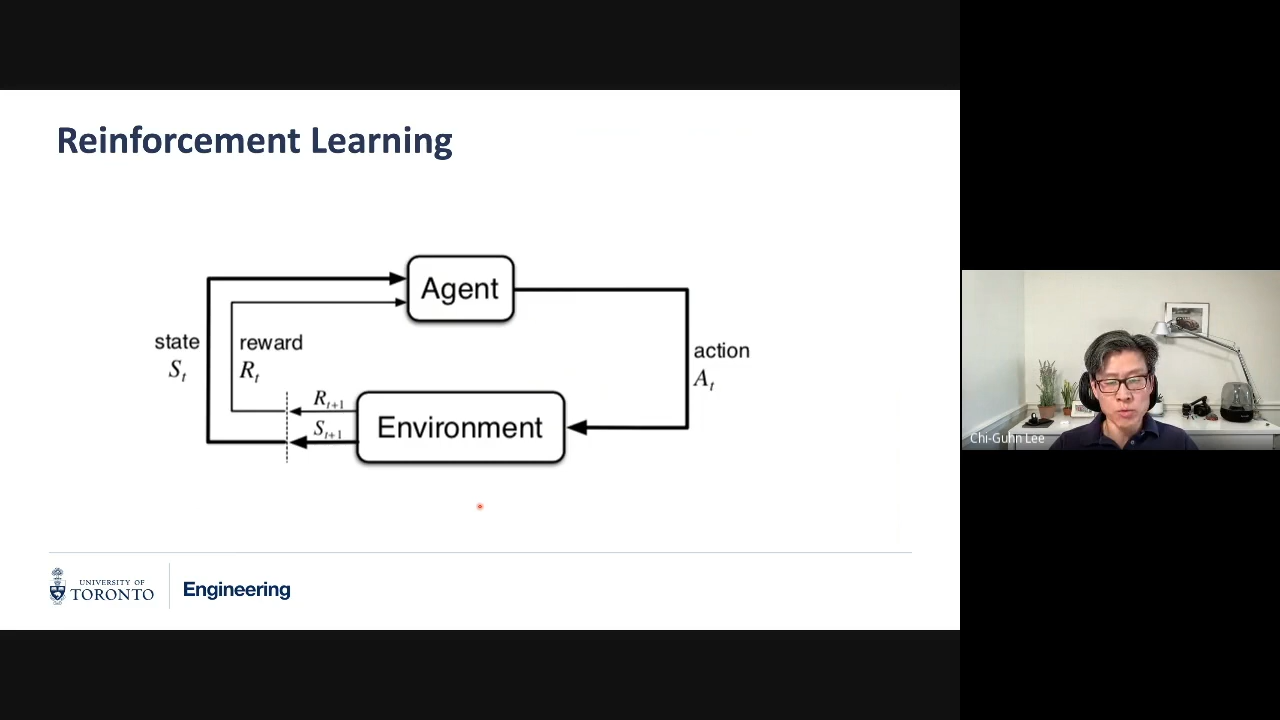 Reinforcement Learning
Agent
state
S_t
reward
R_t
action
A_t
R_{t+1}
S_{t+1}
Environment
UNIVERSITY OF
TORONTO
Engineering
Chi-Guhn Lee